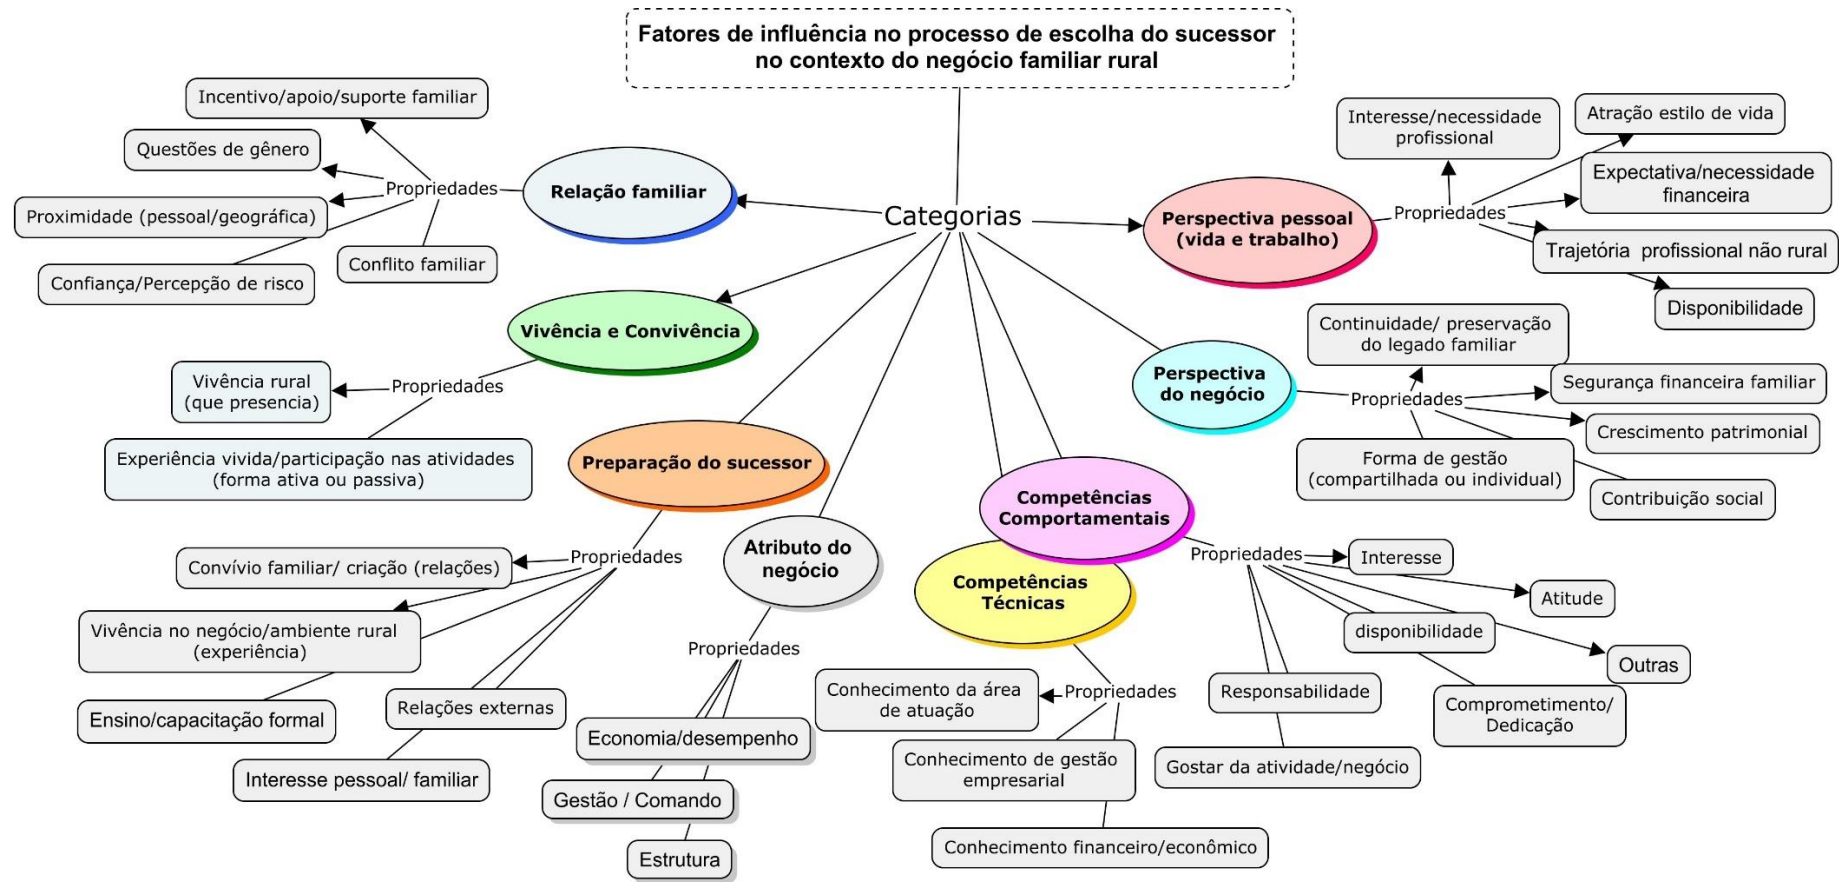 Fatores de influência no processo de escolha do sucessor
no contexto do negócio familiar rural
Categorias
Relação familiar
Propriedades
Incentivo/apoio/suporte familiar
Questões de gênero
Proximidade (pessoal/geográfica)
Confiança/Percepção de risco
Conflito familiar
Vivência e Convivência
Propriedades
Vivência rural
(que presencia)
Experiência vivida/participação nas atividades
(forma ativa ou passiva)
Preparação do sucessor
Propriedades
Convívio familiar/ criação (relações)
Vivência no negócio/ambiente rural
(experiência)
Ensino/capacitação formal
Relações externas
Interesse pessoal/ familiar
Atributo do
negócio
Propriedades
Economia/desempenho
Gestão / Comando
Estrutura
Competências
Técnicas
Propriedades
Conhecimento da área
de atuação
Conhecimento de gestão
empresarial
Conhecimento financeiro/econômico
Competências
Comportamentais
Propriedades
Interesse
Atitude
disponibilidade
Outras
Responsabilidade
Comprometimento/
Dedicação
Gostar da atividade/negócio
Perspectiva
do negócio
Propriedades
Continuidade/ preservação
do legado familiar
Segurança financeira familiar
Crescimento patrimonial
Forma de gestão
(compartilhada ou individual)
Contribuição social
Perspectiva pessoal
(vida e trabalho)
Propriedades
Interesse/necessidade
profissional
Atração estilo de vida
Expectativa/necessidade
financeira
Trajetória profissional não rural
Disponibilidade